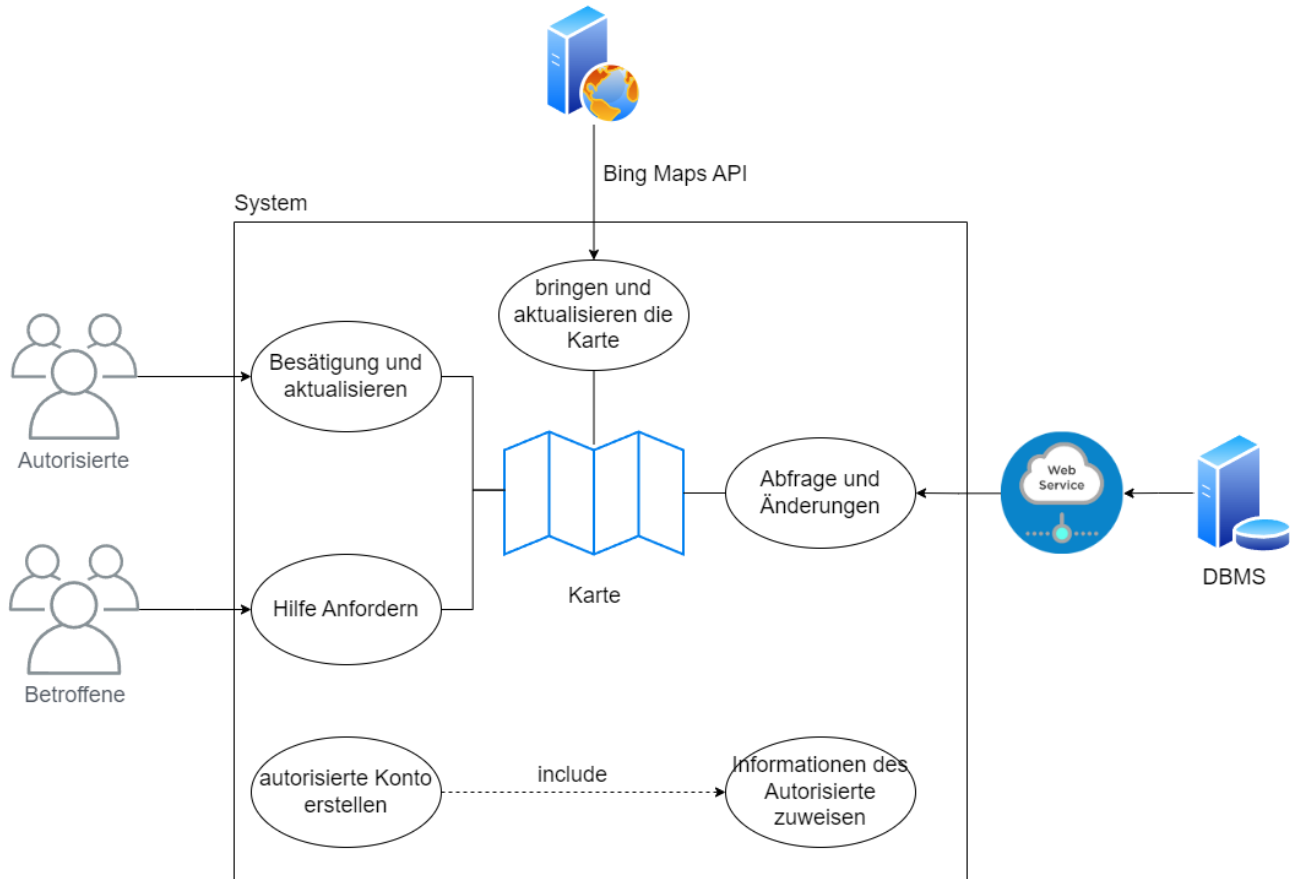 Bing Maps API
System
bringen und
aktualisieren die
Karte
Besätigung und
aktualisieren
Autorisierte
Abfrage und
Änderungen
Web
Service
DBMS
Karte
Hilfe Anfordern
Betroffene
autorisierte Konto
erstellen
include
Informationen des
Autorisierte
zuweisen